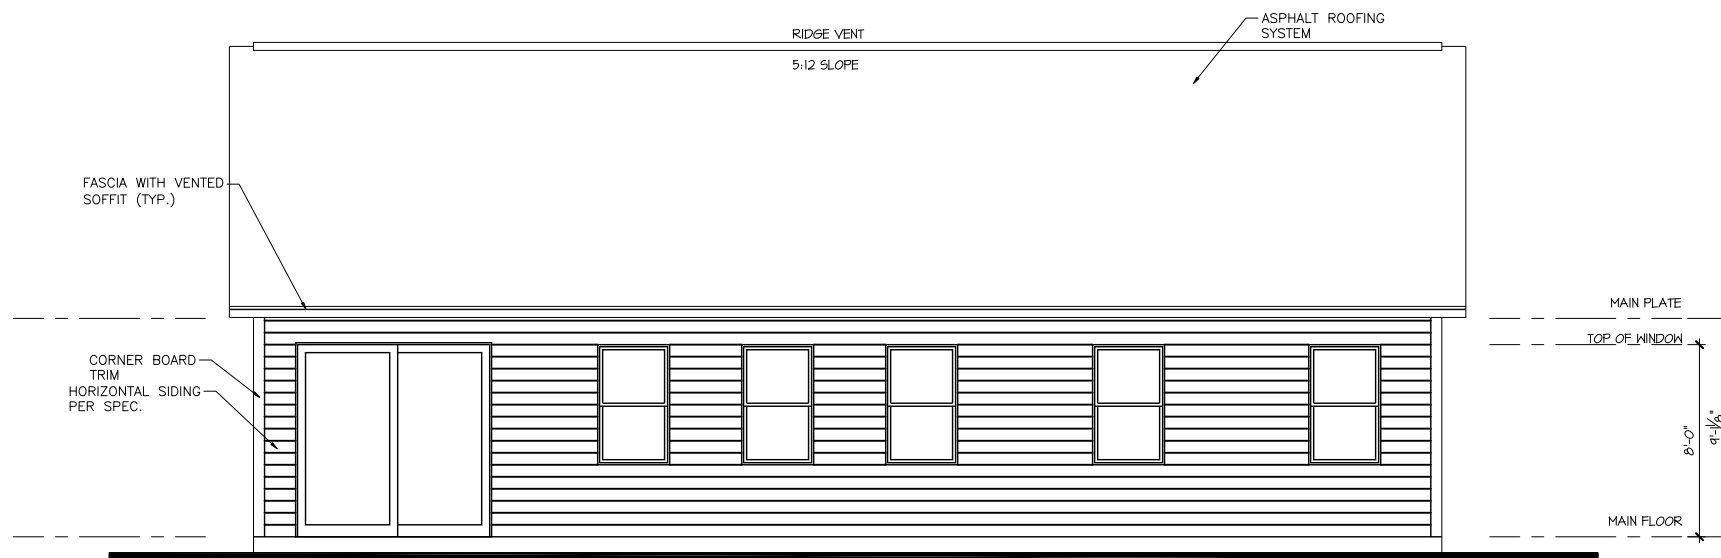 ASPHALT ROOFING
SYSTEM
RIDGE VENT
5:12 SLOPE
FASCIA WITH VENTED
SOFFIT (TYP.)
MAIN PLATE
TOP OF WINDOW
CORNER BOARD
TRIM
HORIZONTAL SIDING
PER SPEC.
8'-0"
9'-1 1/8"
MAIN FLOOR